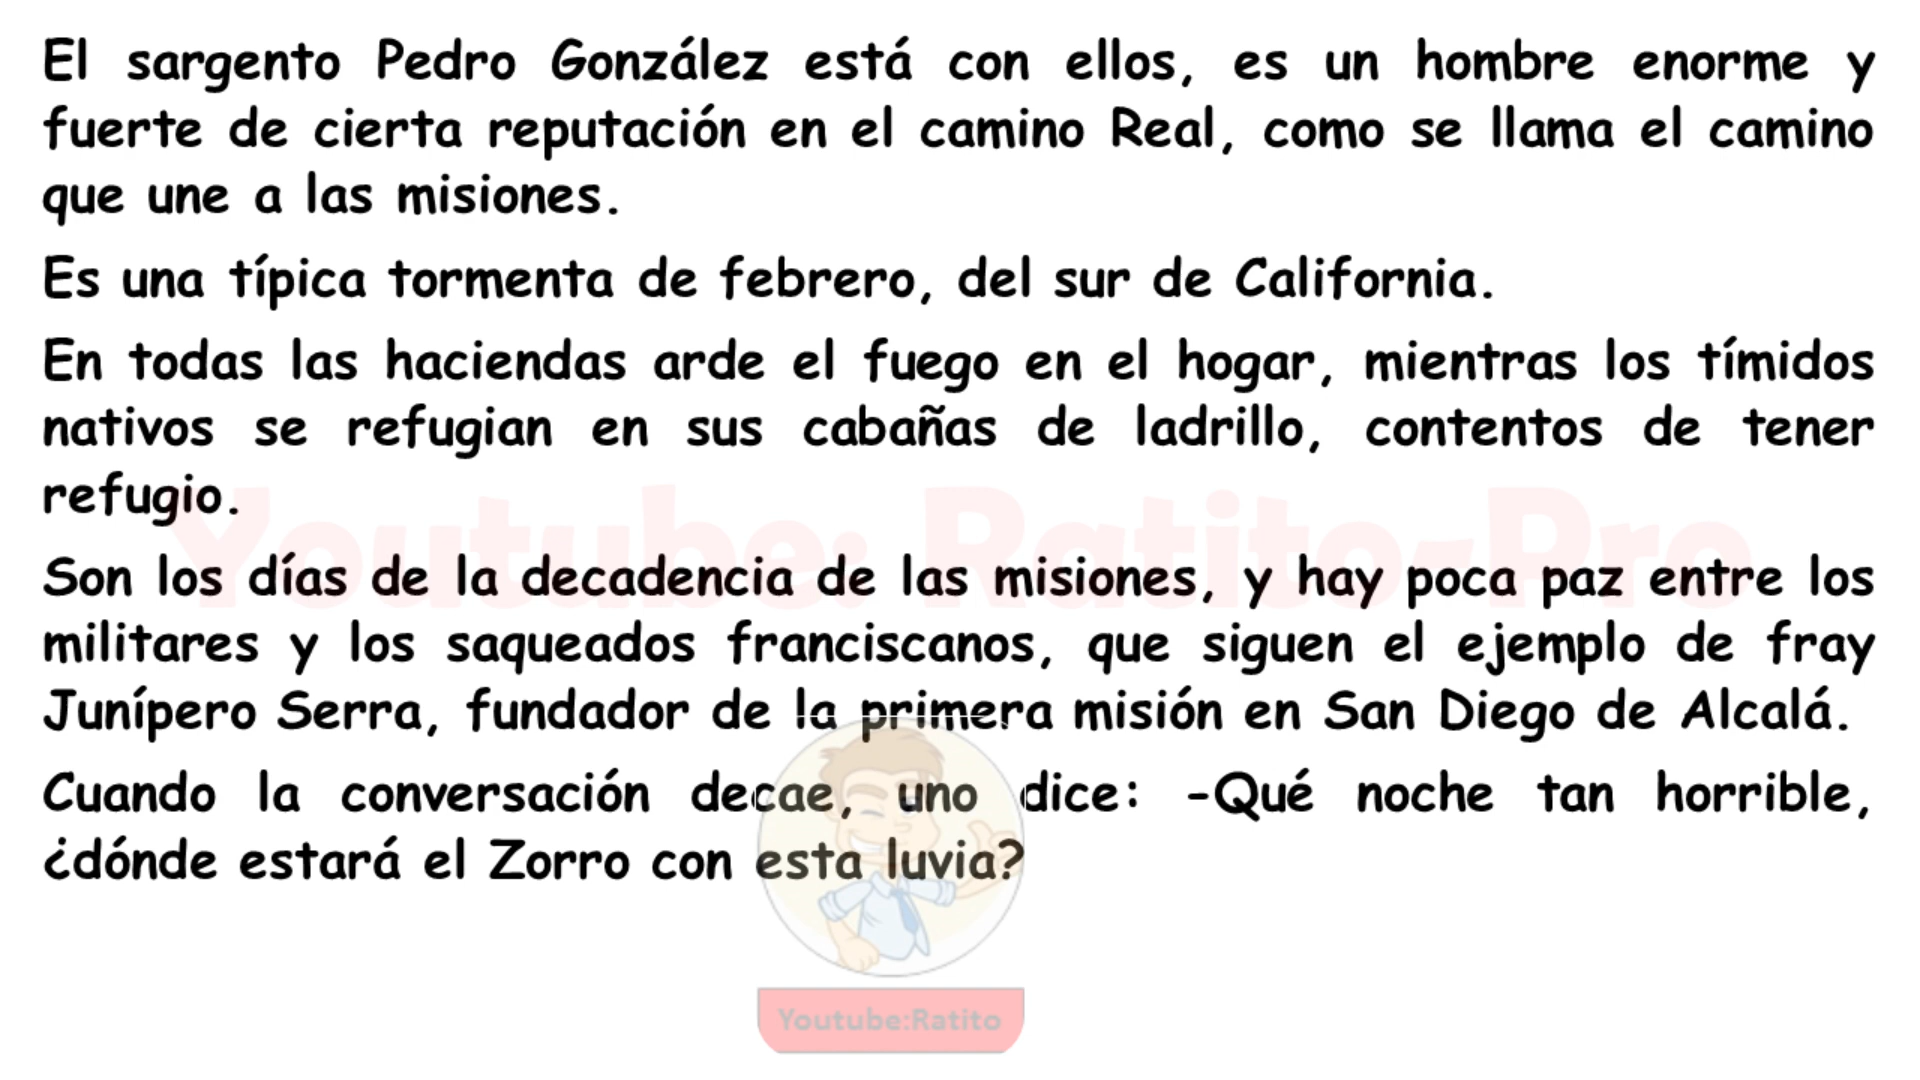 El sargento Pedro González está con ellos, es un hombre enorme y
fuerte de cierta reputación en el camino Real, como se llama el camino
que une a las misiones.
Es una típica tormenta de febrero, del sur de California.
En todas las haciendas arde el fuego en el hogar, mientras los tímidos
nativos se refugian en sus cabañas de ladrillo, contentos de tener
refugio.
Youtube: Ratito-Pro
Son los días de la decadencia de las misiones, y hay poca paz entre los
militares y los saqueados franciscanos, que siguen el ejemplo de fray
Junípero Serra, fundador de la primera misión en San Diego de Alcalá.
Cuando la conversación decae, uno dice: -Qué noche tan horrible,
¿dónde estará el Zorro con esta luvia?
Youtube:Ratito